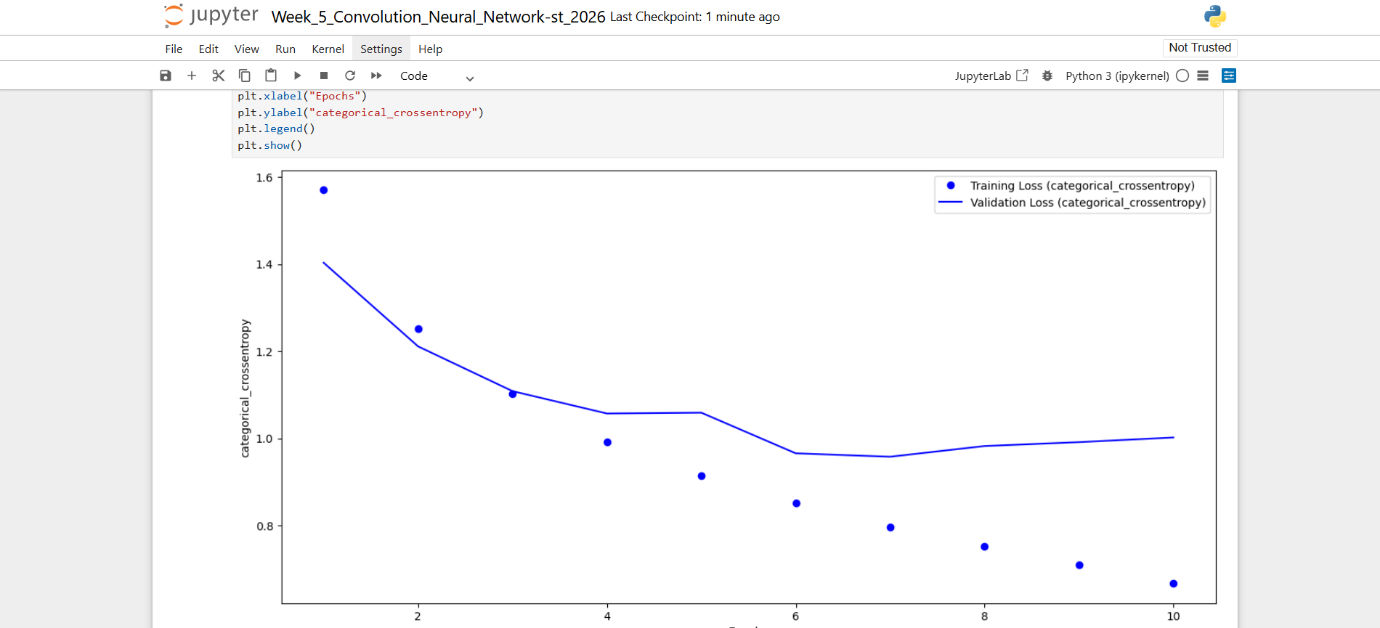 jupyter Week_5_Convolution_Neural_Network-st_2026 Last Checkpoint: 1 minute ago
File Edit View Run Kernel Settings Help Not Trusted
Code JupyterLab Python 3 (ipykernel)
plt.xlabel("Epochs")
plt.ylabel("categorical_crossentropy")
plt.legend()
plt.show()
Training Loss (categorical_crossentropy)
Validation Loss (categorical_crossentropy)
categorical_crossentropy
1.6
1.4
1.2
1.0
0.8
2 4 6 8 10